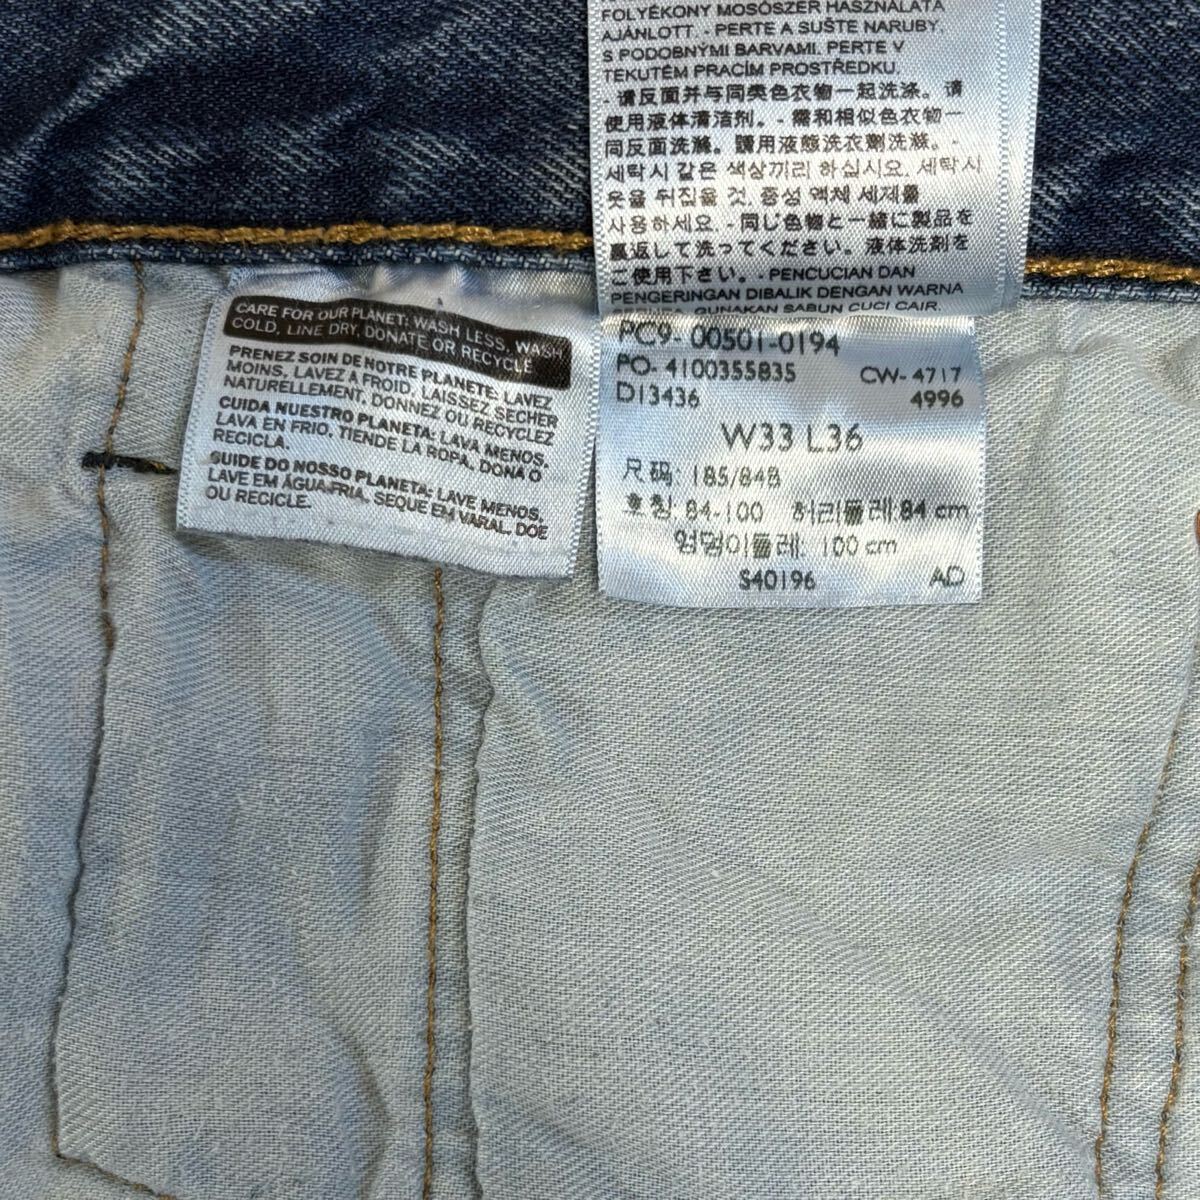 FOLYÉKONY MOSÓSZER HASZNÁLATA
AJÁNLOTT. - PERTE A SUŠTE NARUBY,
S PODOBNÝMI BARVAMI. PERTE V
TEKUTÉM PRACÍM PROSTŘEDKU.
- 请反面并与同类色衣物一起洗涤。请
使用液体清洁剂。- 需和相似色衣物一
同反面洗滌。請用液態洗衣劑洗滌。-
세탁시 같은 색상끼리 하십시오. 세탁시
옷을 뒤집을 것. 중성 액체 세제를
사용하세요. - 同じ色物と一緒に製品を
裏返して洗ってください。液体洗剤を
ご使用下さい。- PENCUCIAN DAN
PENGERINGAN DIBALIK DENGAN WARNA
GUNAKAN SABUN CUCI CAIR.
CARE FOR OUR PLANET: WASH LESS, WASH
COLD, LINE DRY, DONATE OR RECYCLE
PRENEZ SOIN DE NOTRE PLANETE: LAVEZ
MOINS, LAVEZ A FROID, LAISSEZ SECHER
NATURELLEMENT, DONNEZ OU RECYCLEZ
CUIDA NUESTRO PLANETA: LAVA MENOS,
LAVA EN FRIO, TIENDE LA ROPA, DONA O
RECICLA.
CUIDE DO NOSSO PLANETA: LAVE MENOS,
LAVE EM ÁGUA FRIA, SEQUE EM VARAL, DOE
OU RECICLE.
PC9- 00501-0194
PO- 4100355835 CW- 4717
D13436 4996
W33 L36
尺码: 185/84B
호칭: 84-100 허리둘레 84 cm
엉덩이둘레: 100 cm
S40196 AD